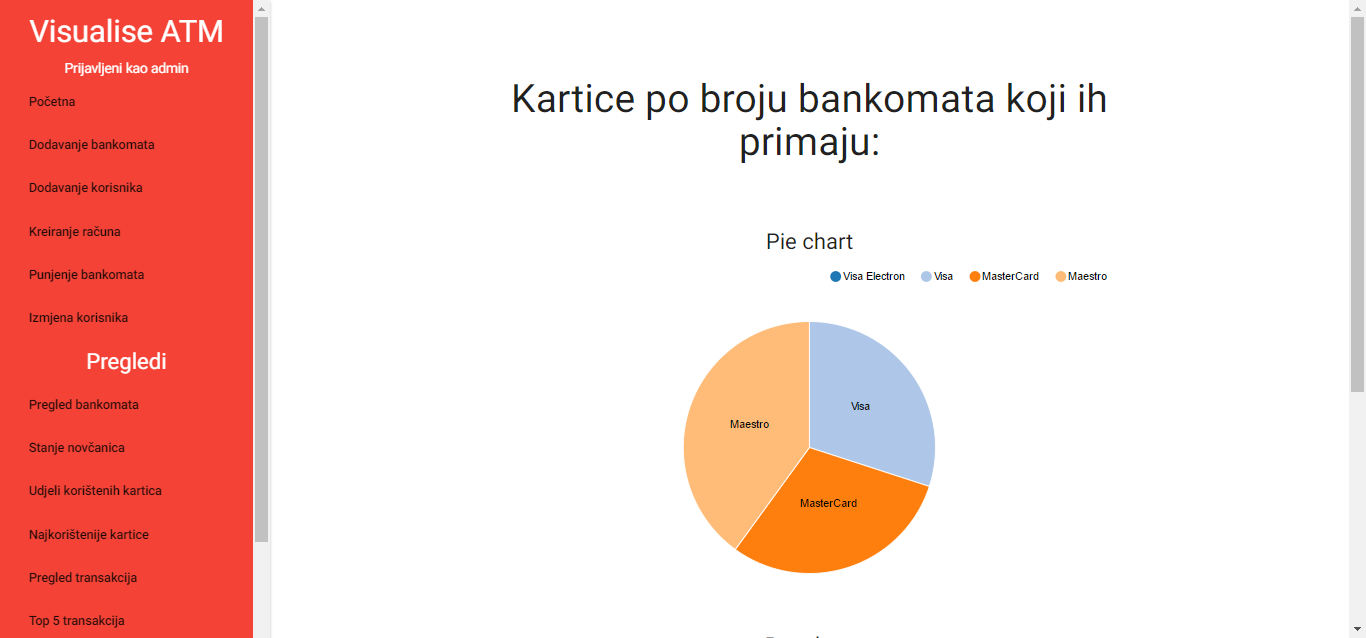 Visualise ATM
Prijavljeni kao admin
Početna
Dodavanje bankomata
Dodavanje korisnika
Kreiranje računa
Punjenje bankomata
Izmjena korisnika
Pregledi
Pregled bankomata
Stanje novčanica
Udjeli korištenih kartica
Najkorištenije kartice
Pregled transakcija
Top 5 transakcija
Kartice po broju bankomata koji ih
primaju:
Pie chart
Visa Electron Visa MasterCard Maestro
Visa
Maestro
MasterCard